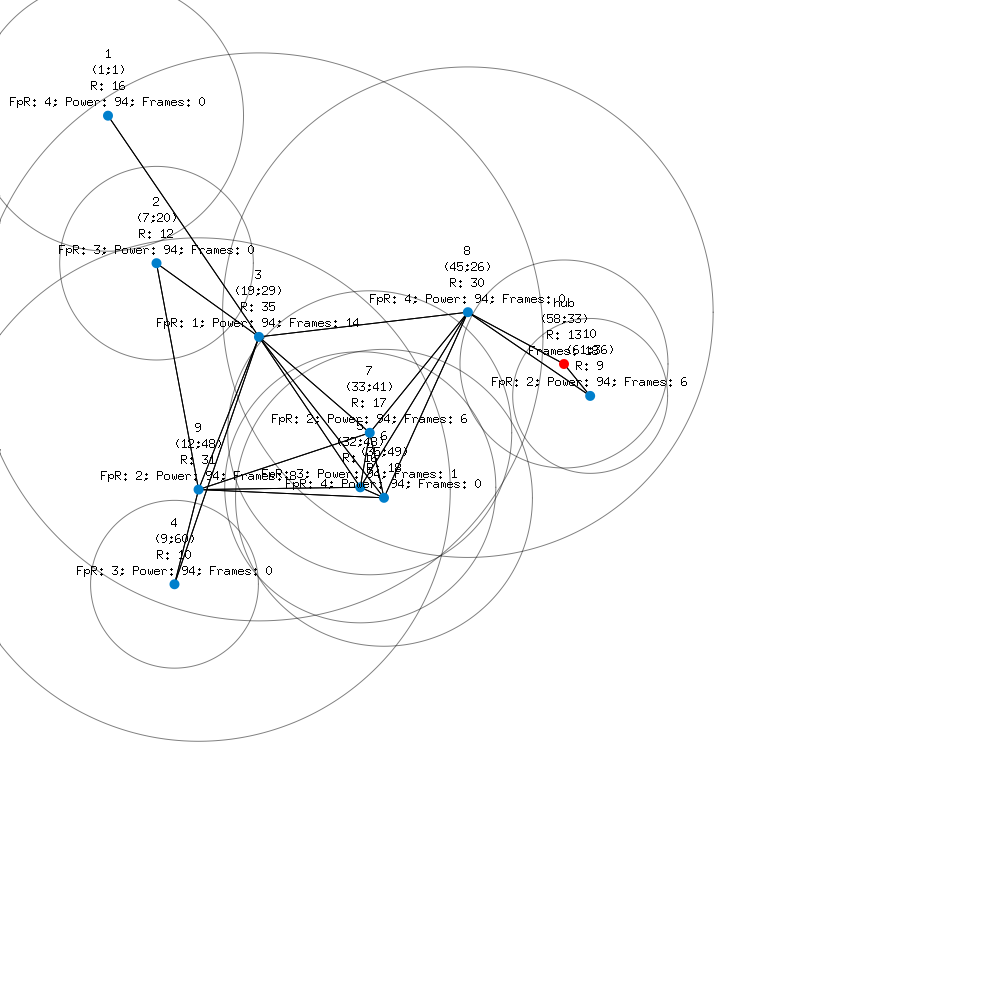 1
(1;1)
R: 16
FpR: 4; Power: 94; Frames: 0
2
(7;20)
R: 12
FpR: 3; Power: 94; Frames: 0
3
(19;29)
R: 35
FpR: 1; Power: 94; Frames: 14
8
(45;26)
R: 30
FpR: 4; Power: 94; Frames: 0
hub
(58;33)
R: 13
Frames:
10
(61;36)
R: 9
FpR: 2; Power: 94; Frames: 6
7
(33;41)
R: 17
FpR: 2; Power: 94; Frames: 6
5
(32;48)
R: 16
FpR: 3; Power: 94; Frames: 1
6
(35;49)
R: 18
FpR: 4; Power: 94; Frames: 0
9
(12;48)
R: 31
FpR: 2; Power: 94; Frames:
4
(9;60)
R: 10
FpR: 3; Power: 94; Frames: 0